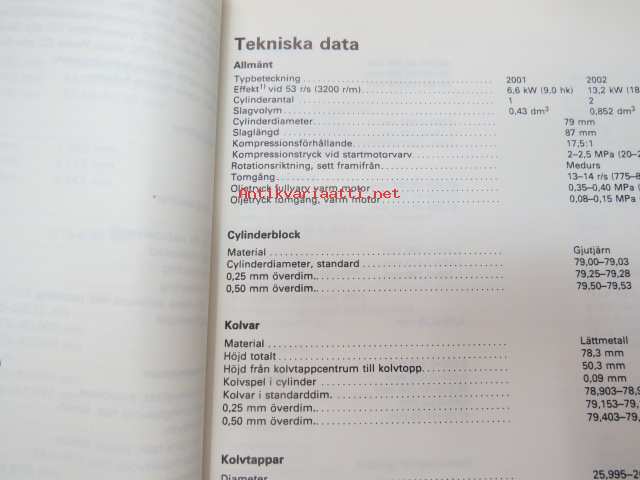 Tekniska data
Allmänt
Typbeteckning 2001 2002
Effekt1) vid 53 r/s (3200 r/m) 6,6 kW (9.0 hk) 13,2 kW (18
Cylinderantal 1 2
Slagvolym 0,43 dm3 0,852 dm3
Cylinderdiameter 79 mm
Slaglängd 87 mm
Kompressionsförhållande 17,5:1
Kompressionstryck vid startmotorvarv 2–2,5 MPa (20–2
Rotationsriktning, sett framifrån Medurs
Tomgång 13–14 r/s (775–8
Oljetryck fullvarv varm motor 0,35–0,40 MPa (
Antikvariaatti.net
Oljetryck tomgång, varm motor 0,08–0,15 MPa (
Cylinderblock
Material Gjutjärn
Cylinderdiameter, standard 79,00–79,03
0,25 mm överdim. 79,25–79,28
0,50 mm överdim. 79,50–79,53
Kolvar
Material Lättmetall
Höjd totalt 78,3 mm
Höjd från kolvtappcentrum till kolvtopp 50,3 mm
Kolvspel i cylinder 0,09 mm
Kolvar i standarddim. 78,903–78,9
0,25 mm överdim. 79,153–79,
0,50 mm överdim. 79,403–79,
Kolvtappar
Diameter 25,995–2